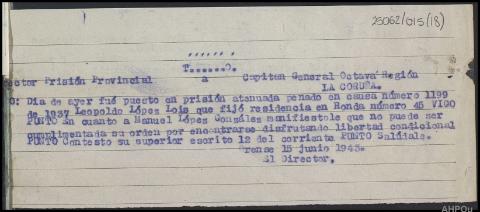 25062/015(18)
T......O.
ector Prisión Provincial a Capitan General Octava Región
LA CORUÑA.
O: Dia de ayer fué puesto en prisión atenuada penado en causa número 1199
de 1937 Leopoldo López Lois que fijó residencia en Ronda número 45 VIGO
PUNTO En cuanto a Manuel López González manifiestole que no puede ser
cumplimentada su orden por encontrarse disfrutando libertad condicional
PUNTO Contesto su superior escrito 12 del corriente PUNTO Salúdale.
rense 15 junio 1943.
El Director,
AHPOu